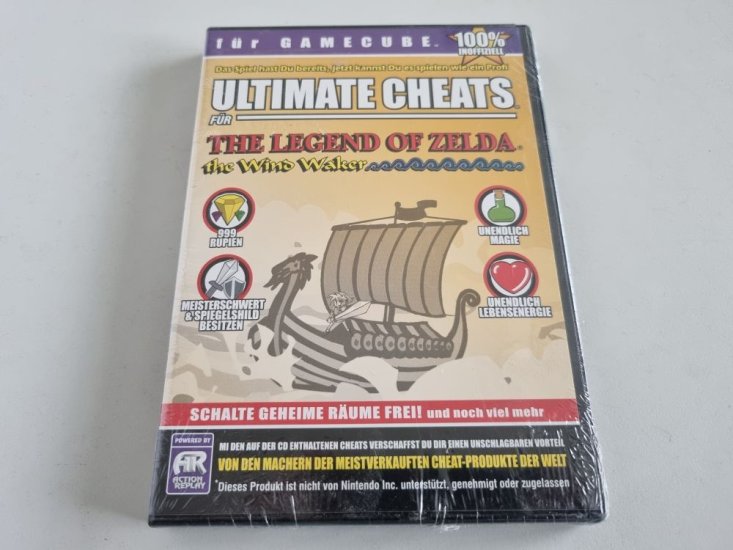 für GAMECUBE™
100%
INOFFIZIELL
Das Spiel hast Du bereits, jetzt kannst Du es spielen wie ein Profi
ULTIMATE CHEATS
FÜR
THE LEGEND OF ZELDA
the Wind Waker
999
RUPIEN
UNENDLICH
MAGIE
MEISTERSCHWERT
& SPIEGELSHILD
BESITZEN
UNENDLICH
LEBENSENERGIE
SCHALTE GEHEIME RÄUME FREI! und noch viel mehr
POWERED BY
AR
ACTION
REPLAY
MI DEN AUF DER CD ENTHALTENEN CHEATS VERSCHAFFST DU DIR EINEN UNSCHLAGBAREN VORTEIL
VON DEN MACHERN DER MEISTVERKAUFTEN CHEAT-PRODUKTE DER WELT
*Dieses Produkt ist nicht von Nintendo Inc. unterstützt, genehmigt oder zugelassen